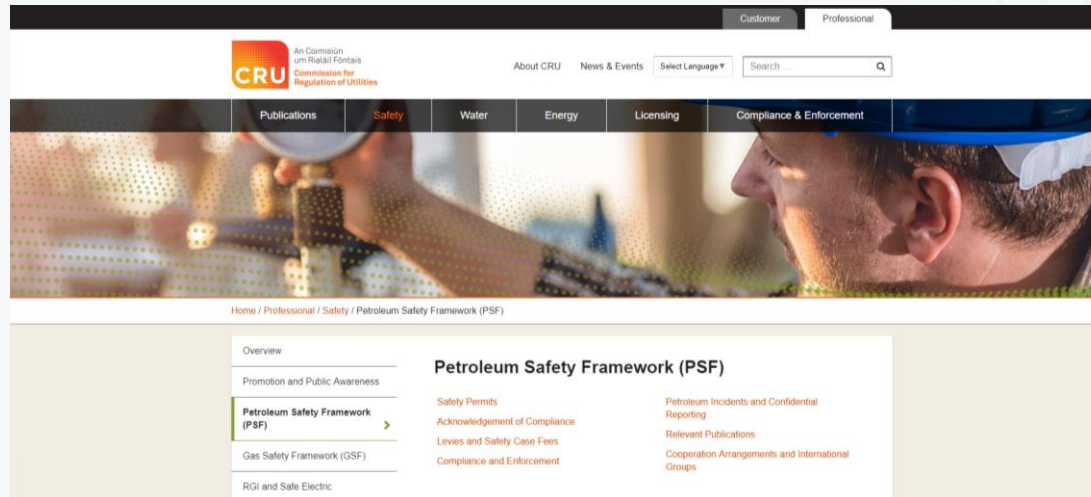 Customer
Professional
An Coimisiún
um Rialáil Fóntais
Commission for
Regulation of Utilities
CRU
About CRU
News & Events
Select Language▼
Search ...
Publications
Safety
Water
Energy
Licensing
Compliance & Enforcement
Home / Professional / Safety / Petroleum Safety Framework (PSF)
Overview
Promotion and Public Awareness
Petroleum Safety Framework
(PSF)
Gas Safety Framework (GSF)
RGI and Safe Electric
Petroleum Safety Framework (PSF)
Safety Permits
Acknowledgement of Compliance
Levies and Safety Case Fees
Compliance and Enforcement
Petroleum Incidents and Confidential
Reporting
Relevant Publications
Cooperation Arrangements and International
Groups